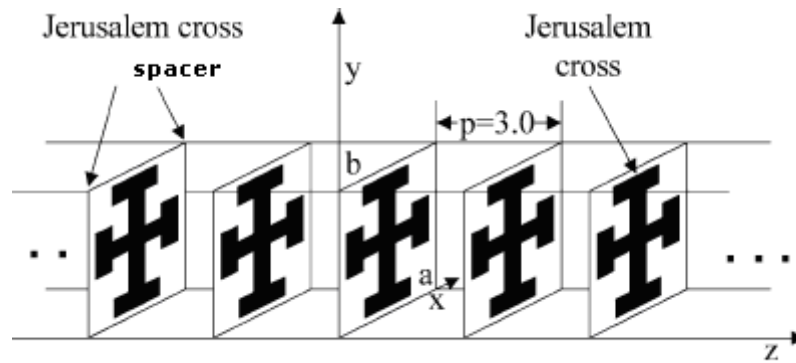 Jerusalem cross
spacer
y
Jerusalem
cross
p=3.0
b
a
x
z